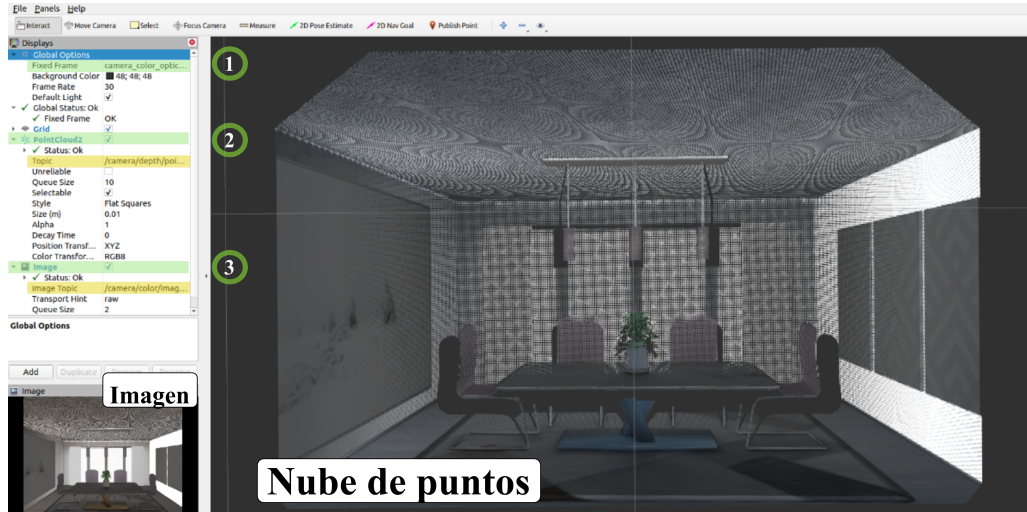 File Panels Help
Interact Move Camera Select Focus Camera Measure 2D Pose Estimate 2D Nav Goal Publish Point
Displays
Global Options
Fixed Frame camera_color_optic...
Background Color 48; 48; 48
Frame Rate 30
Default Light
Global Status: Ok
Fixed Frame OK
Grid
PointCloud2
Status: Ok
Topic /camera/depth/poi...
Unreliable
Queue Size 10
Selectable
Style Flat Squares
Size (m) 0.01
Alpha 1
Decay Time 0
Position Transf... XYZ
Color Transfor... RGB8
Image
Status: Ok
Image Topic /camera/color/imag...
Transport Hint raw
Queue Size 2
Global Options
Add Duplicate
Image
Imagen
1
2
3
Nube de puntos